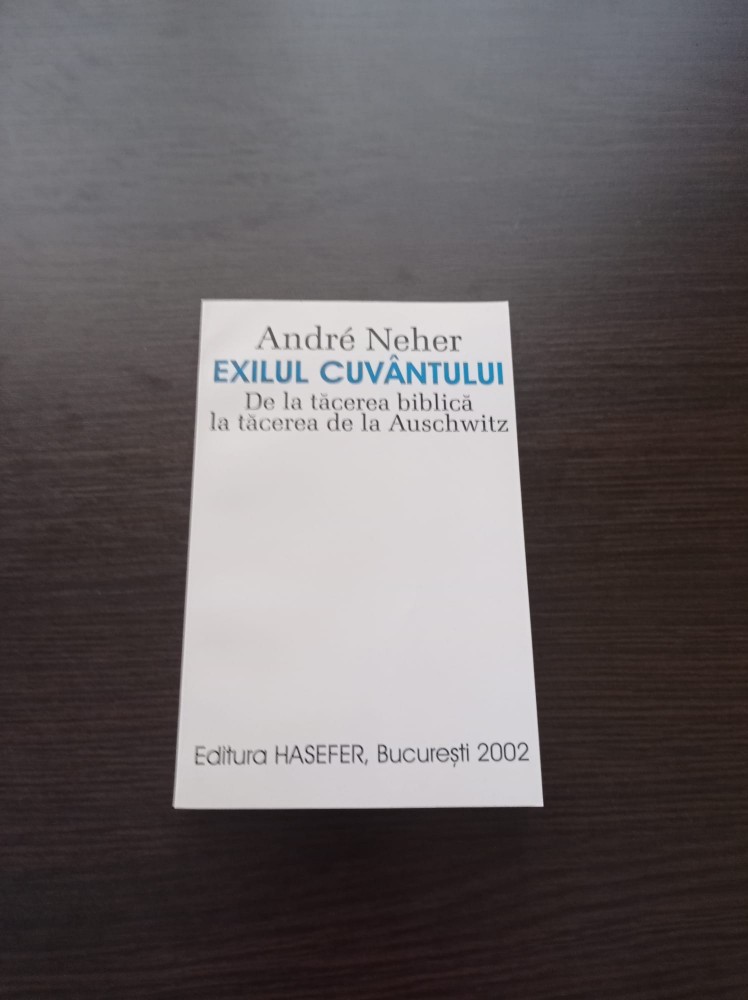 André Neher
EXILUL CUVÂNTULUI
De la tăcerea biblică
la tăcerea de la Auschwitz
Editura HASEFER, București 2002